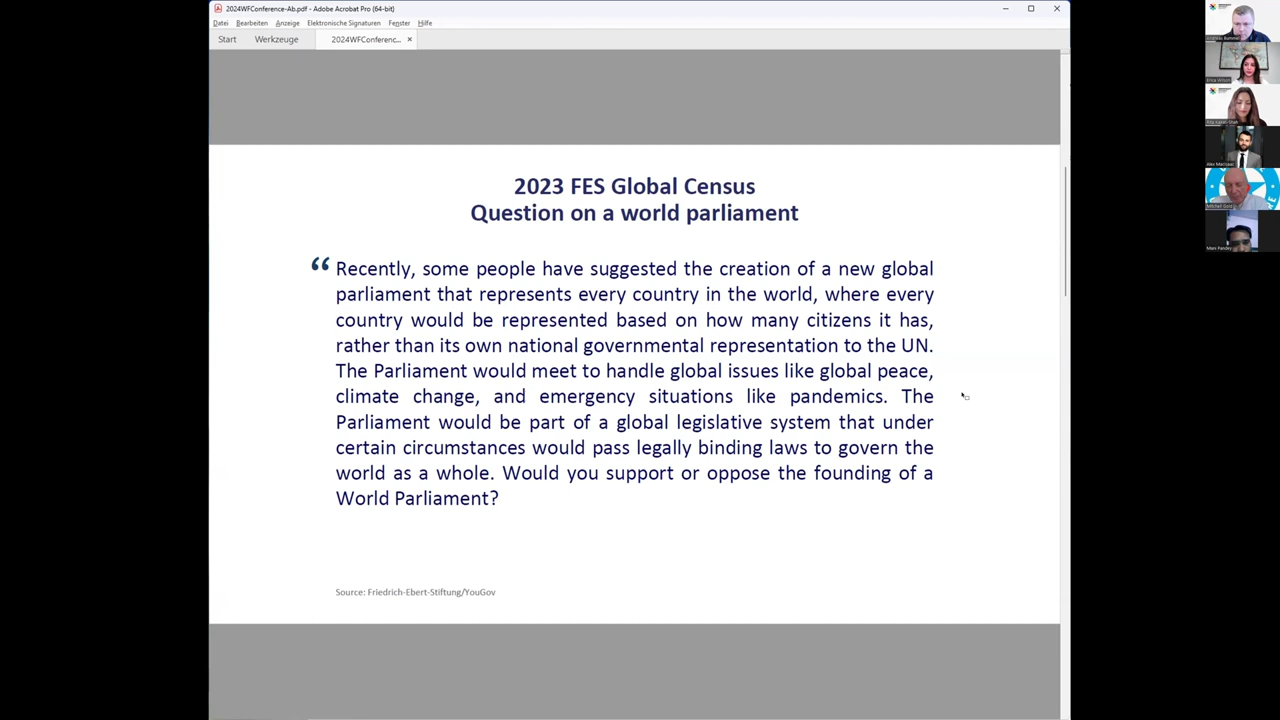 2024WFConference-Ab.pdf - Adobe Acrobat Pro (64-bit)
Datei Bearbeiten Anzeige Elektronische Signaturen Fenster Hilfe
Start Werkzeuge 2024WFConferenc... ×
2023 FES Global Census
Question on a world parliament
“ Recently, some people have suggested the creation of a new global
parliament that represents every country in the world, where every
country would be represented based on how many citizens it has,
rather than its own national governmental representation to the UN.
The Parliament would meet to handle global issues like global peace,
climate change, and emergency situations like pandemics. The
Parliament would be part of a global legislative system that under
certain circumstances would pass legally binding laws to govern the
world as a whole. Would you support or oppose the founding of a
World Parliament?
Source: Friedrich-Ebert-Stiftung/YouGov
Mitchell Gold
Mani Pandey